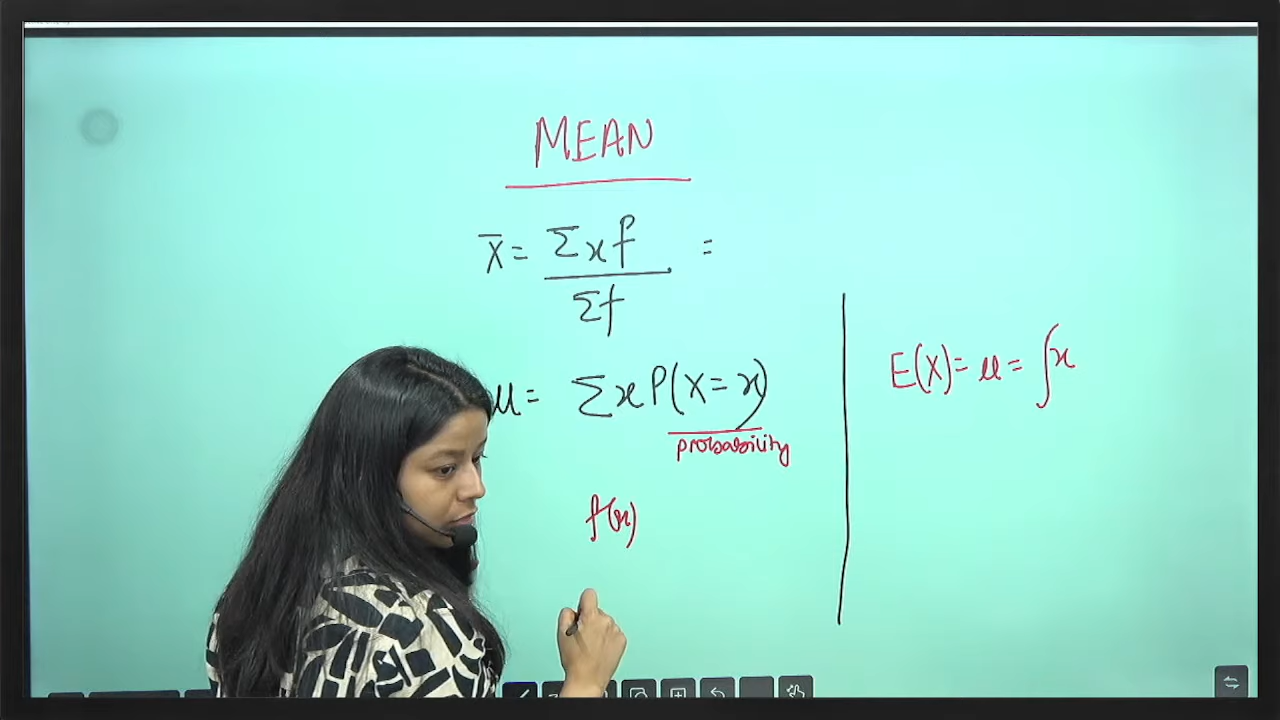 MEAN
x̄ = Σxf / Σf =
μ = Σx P(X = x)
probability
f(x)
E(X) = μ = ∫x